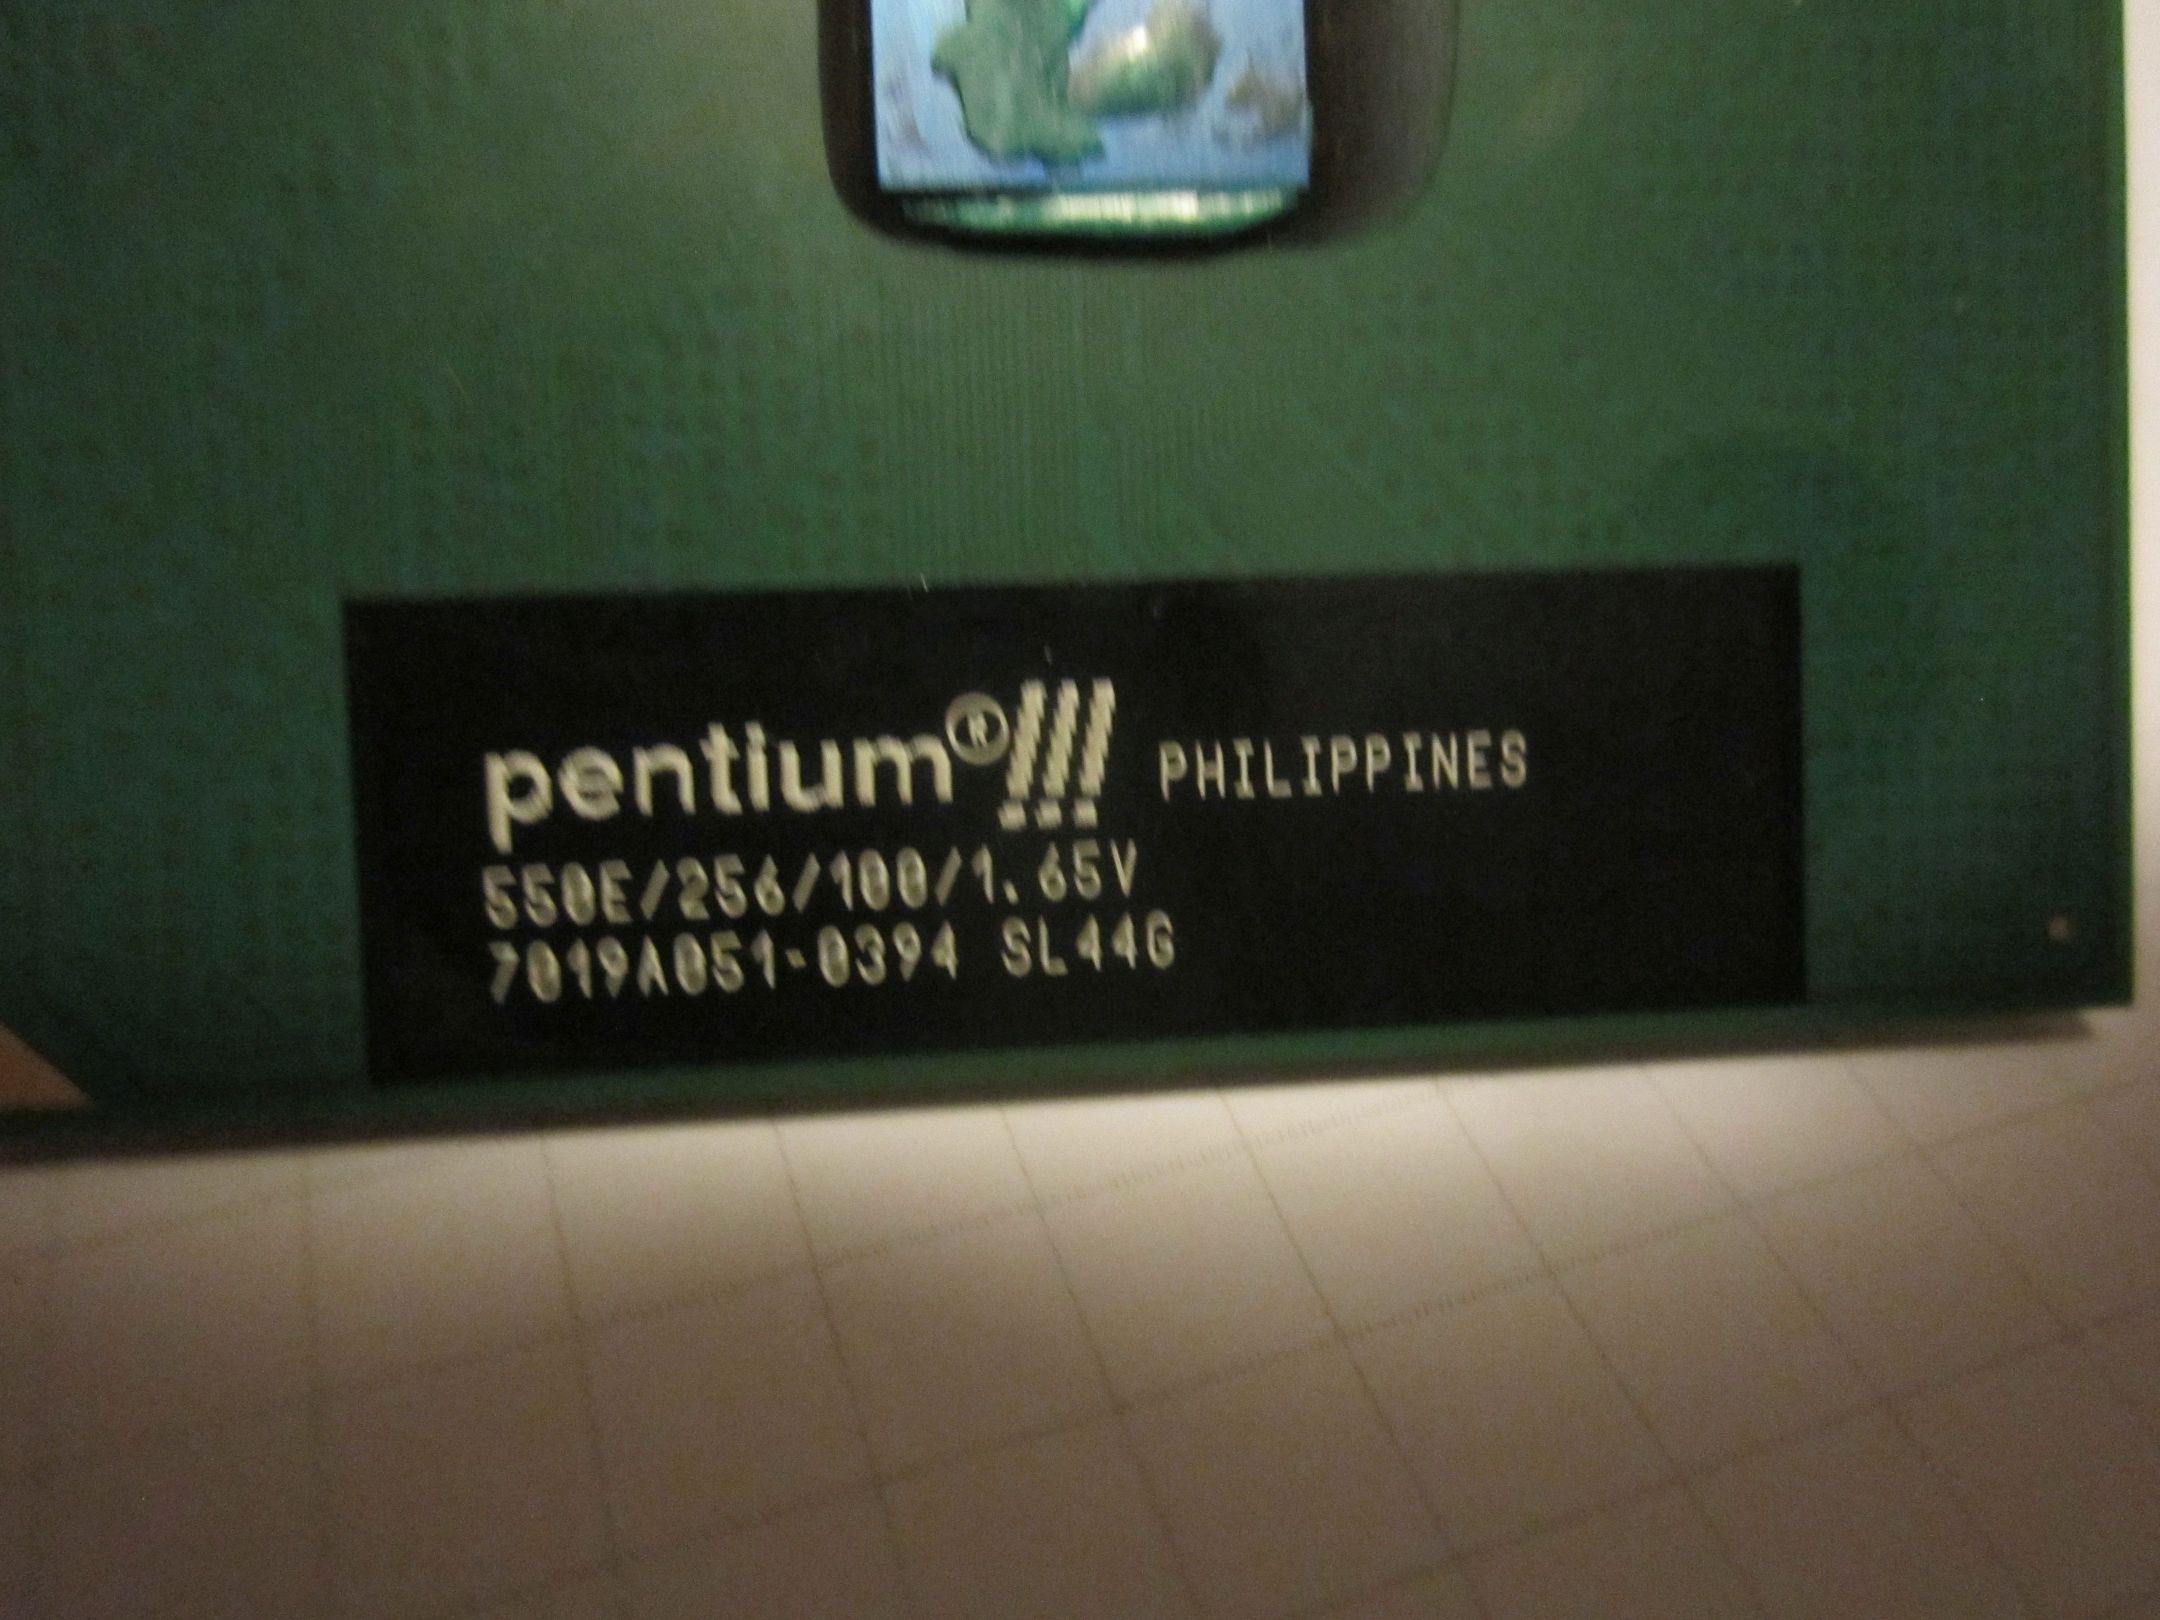 pentium®III PHILIPPINES
550E/256/100/1.65V
7019A051-0394 SL44G